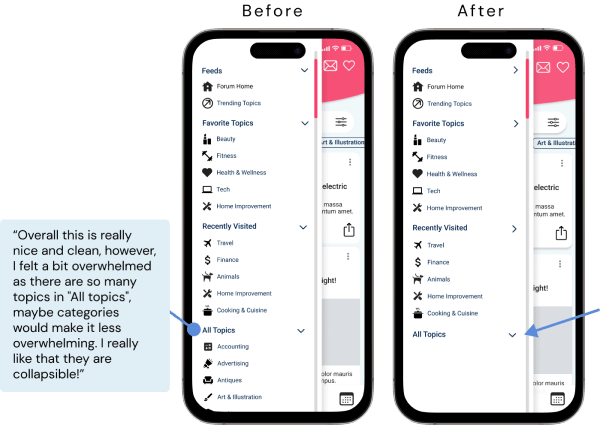 Before
After
Feeds
Forum Home
Trending Topics
Favorite Topics
Beauty
Fitness
Health & Wellness
Tech
Home Improvement
Recently Visited
Travel
Finance
Animals
Home Improvement
Cooking & Cuisine
All Topics
Accounting
Advertising
Antiques
Art & Illustration
rt & Illustration
electric
massa
ntum amet.
ight!
olor mauris
npus.
Feeds
Forum Home
Trending Topics
Favorite Topics
Beauty
Fitness
Health & Wellness
Tech
Home Improvement
Recently Visited
Travel
Finance
Animals
Home Improvement
Cooking & Cuisine
All Topics
Art & Illustrati
electric
massa
ntum amet.
ight!
olor mauris
“Overall this is really
nice and clean, however,
I felt a bit overwhelmed
as there are so many
topics in "All topics",
maybe categories
would make it less
overwhelming. I really
like that they are
collapsible!”